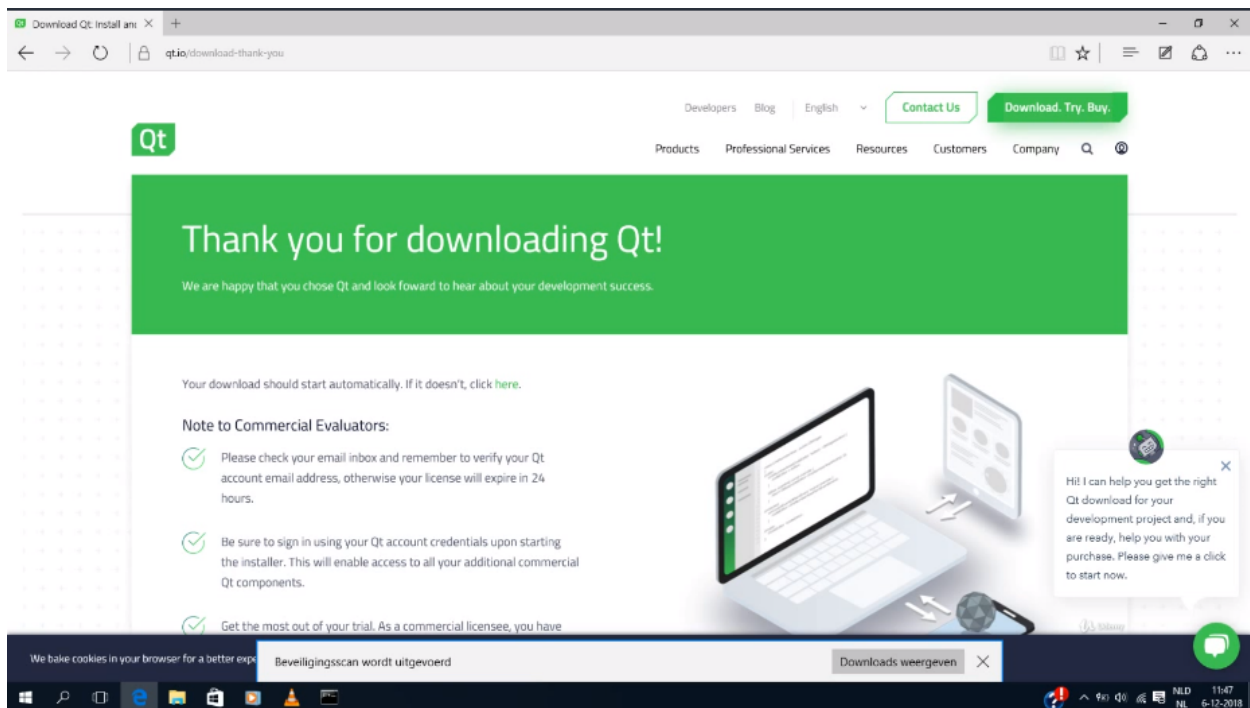 Download Qt: Install and
qt.io/download-thank-you
Developers Blog English Contact Us Download. Try. Buy.
Qt
Products Professional Services Resources Customers Company
Thank you for downloading Qt!
We are happy that you chose Qt and look foward to hear about your development success.
Your download should start automatically. If it doesn't, click here.
Note to Commercial Evaluators:
Please check your email inbox and remember to verify your Qt
account email address, otherwise your license will expire in 24
hours.
Be sure to sign in using your Qt account credentials upon starting
the installer. This will enable access to all your additional commercial
Qt components.
Get the most out of your trial. As a commercial licensee, you have
Hi! I can help you get the right
Qt download for your
development project and, if you
are ready, help you with your
purchase. Please give me a click
to start now.
Udemy
We bake cookies in your browser for a better expe
Beveiligingsscan wordt uitgevoerd
Downloads weergeven
NLD 11:47
NL 6-12-2018